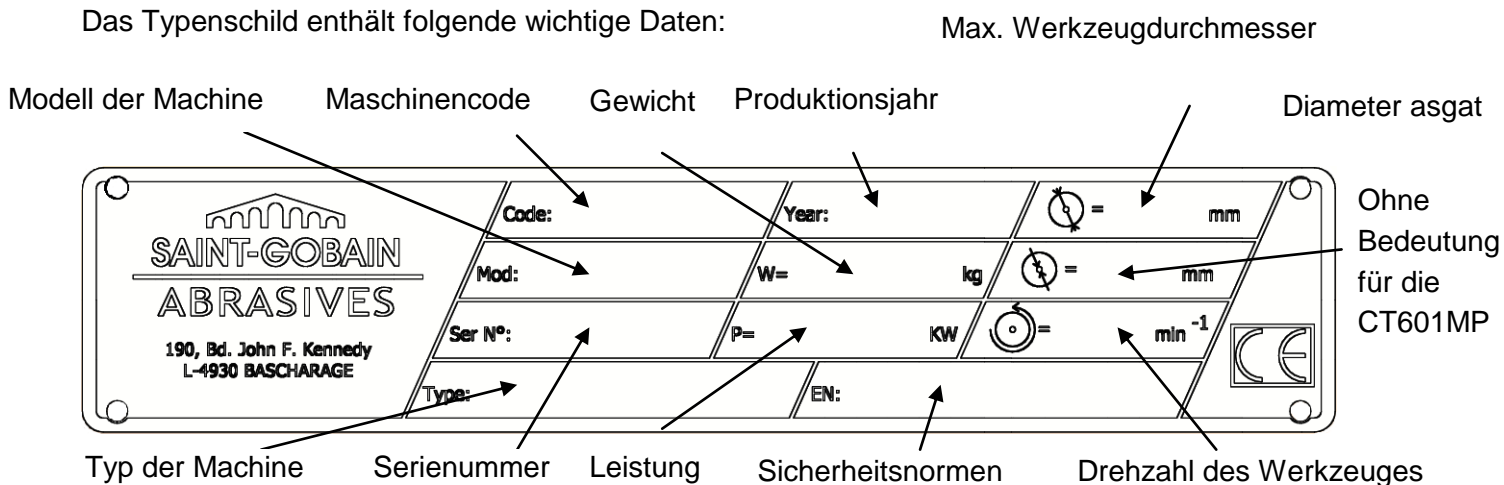 Das Typenschild enthält folgende wichtige Daten:
Max. Werkzeugdurchmesser
Modell der Machine
Maschinencode
Gewicht
Produktionsjahr
Diameter asgat
SAINT-GOBAIN
ABRASIVES
190, Bd. John F. Kennedy
L-4930 BASCHARAGE
Code:
Year:
= mm
Mod:
W= kg
= mm
Ser N°:
P= KW
= min -1
Type:
EN:
CE
Ohne
Bedeutung
für die
CT601MP
Typ der Machine
Serienummer
Leistung
Sicherheitsnormen
Drehzahl des Werkzeuges